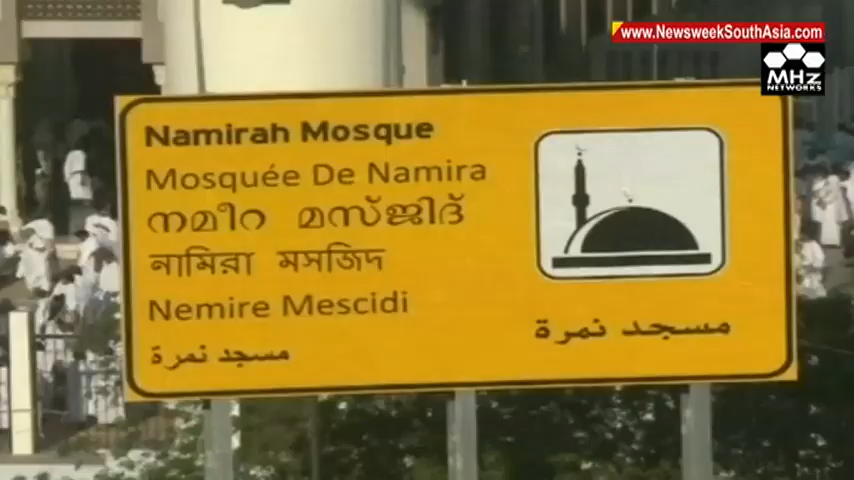 www.NewsweekSouthAsia.com
MHz
NETWORKS
Namirah Mosque
Mosquée De Namira
നമീറ മസ്ജിദ്
নামিরা মসজিদ
Nemire Mescidi
مسجد نمرة
مسجد نمرة